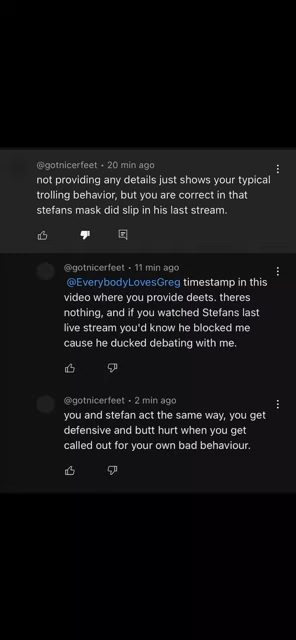 @gotnicerfeet • 20 min ago
not providing any details just shows your typical
trolling behavior, but you are correct in that
stefans mask did slip in his last stream.
@gotnicerfeet • 11 min ago
@EverybodyLovesGreg timestamp in this
video where you provide deets. theres
nothing, and if you watched Stefans last
live stream you'd know he blocked me
cause he ducked debating with me.
@gotnicerfeet • 2 min ago
you and stefan act the same way, you get
defensive and butt hurt when you get
called out for your own bad behaviour.